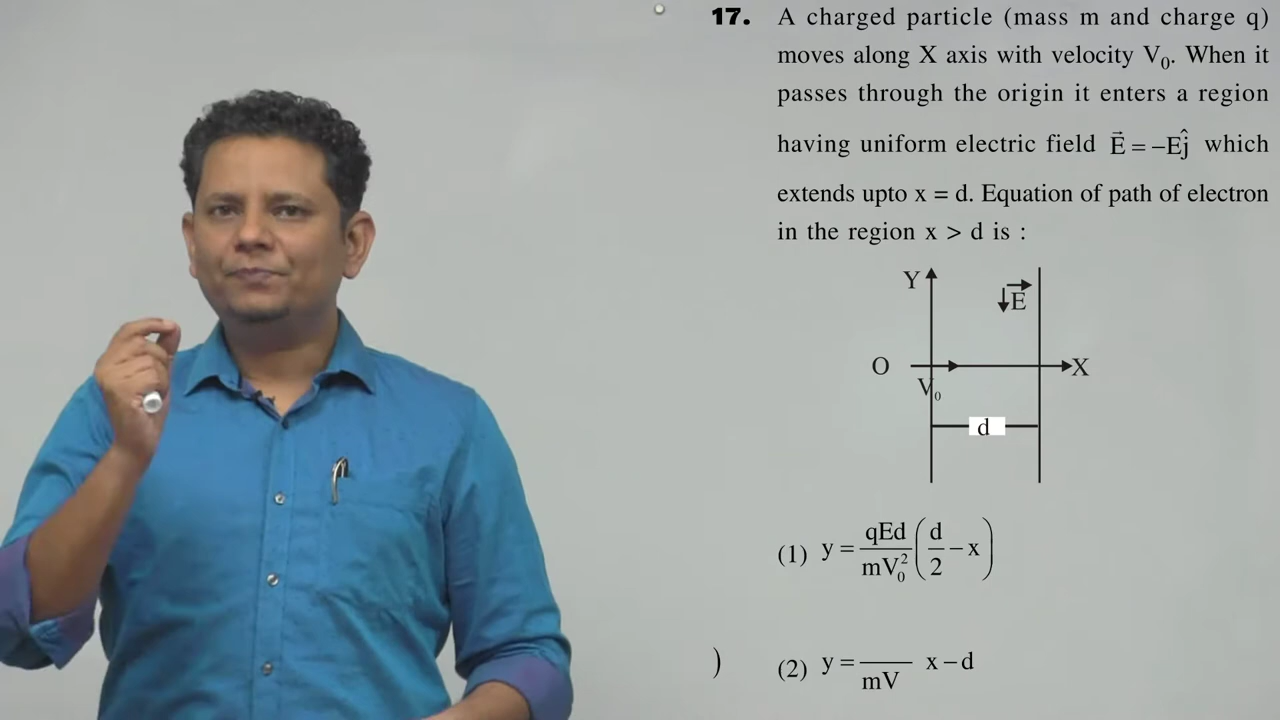 17. A charged particle (mass m and charge q)
moves along X axis with velocity V₀. When it
passes through the origin it enters a region
having uniform electric field E⃗ = –Eĵ which
extends upto x = d. Equation of path of electron
in the region x > d is :
Y
E⃗
O
X
V₀
d
(1) y = qEd/mV₀² (d/2 – x)
) (2) y = /mV x – d